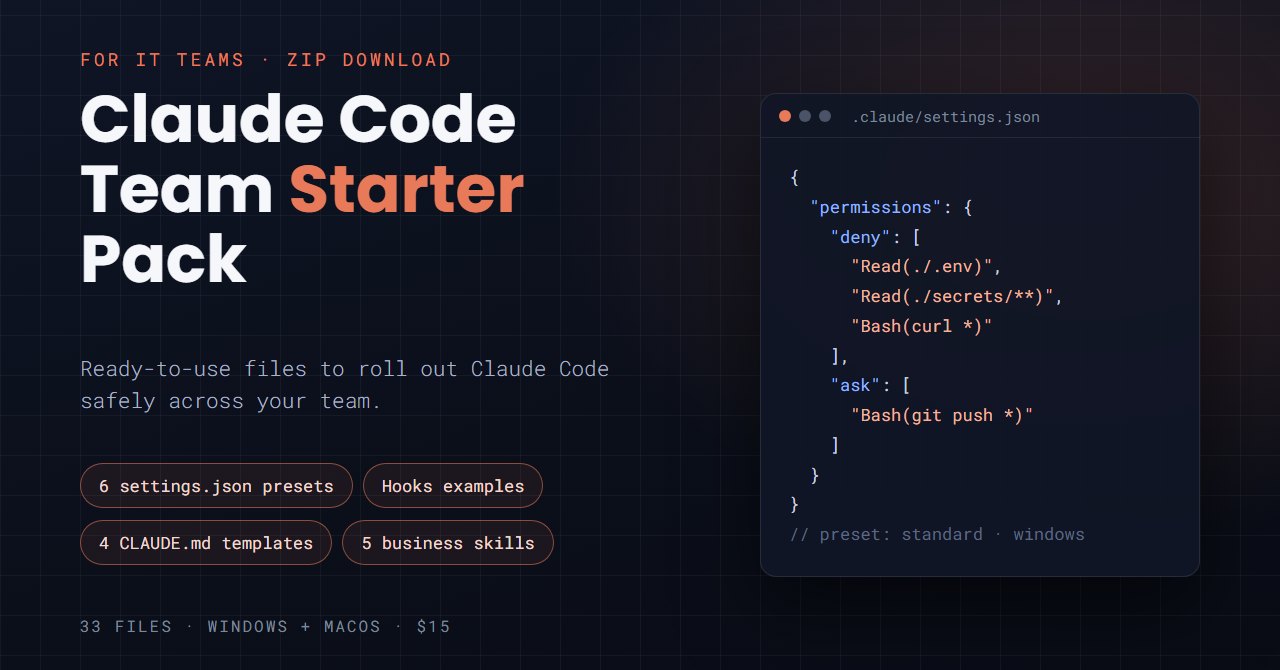 FOR IT TEAMS · ZIP DOWNLOAD
Claude Code
Team Starter
Pack
Ready-to-use files to roll out Claude Code
safely across your team.
6 settings.json presets
Hooks examples
4 CLAUDE.md templates
5 business skills
33 FILES · WINDOWS + MACOS · $15
.claude/settings.json
{
  "permissions": {
    "deny": [
      "Read(./.env)",
      "Read(./secrets/**)",
      "Bash(curl *)"
    ],
    "ask": [
      "Bash(git push *)"
    ]
  }
}
// preset: standard · windows